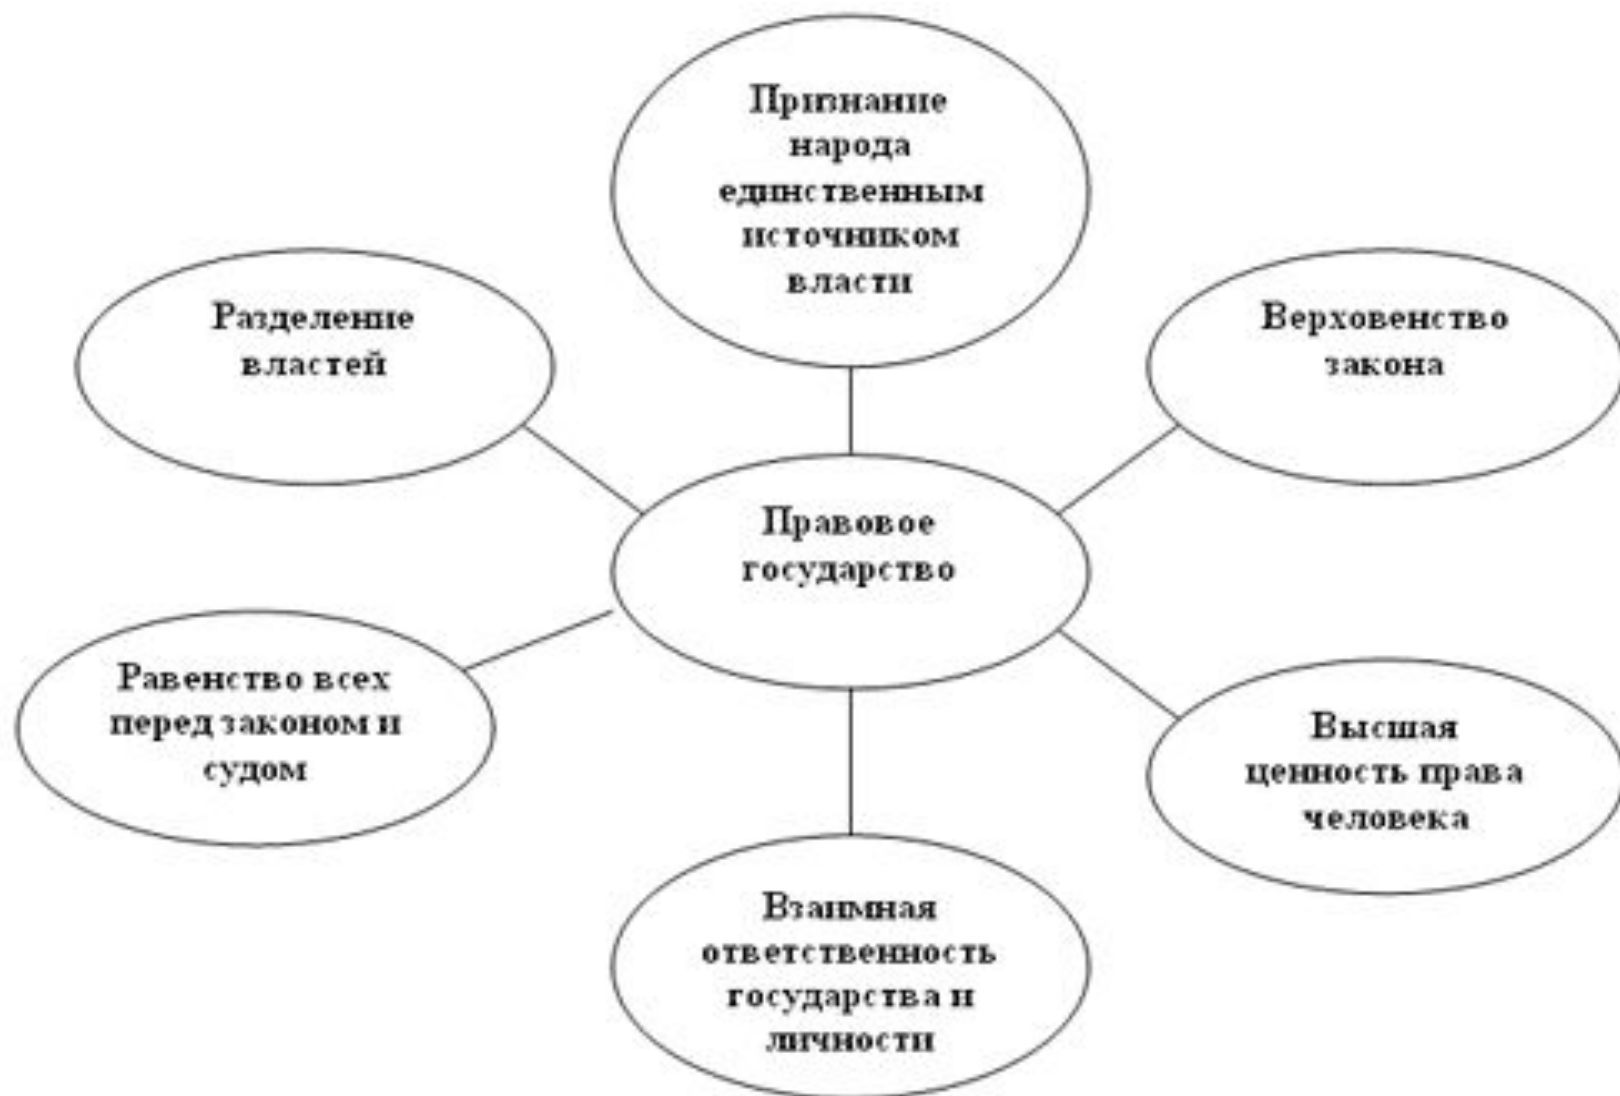 Признание
народа
единственным
источником
власти
Разделение
властей
Верховенство
закона
Правовое
государство
Равенство всех
перед законом и
судом
Высшая
ценность права
человека
Взаимная
ответственность
государства и
личности